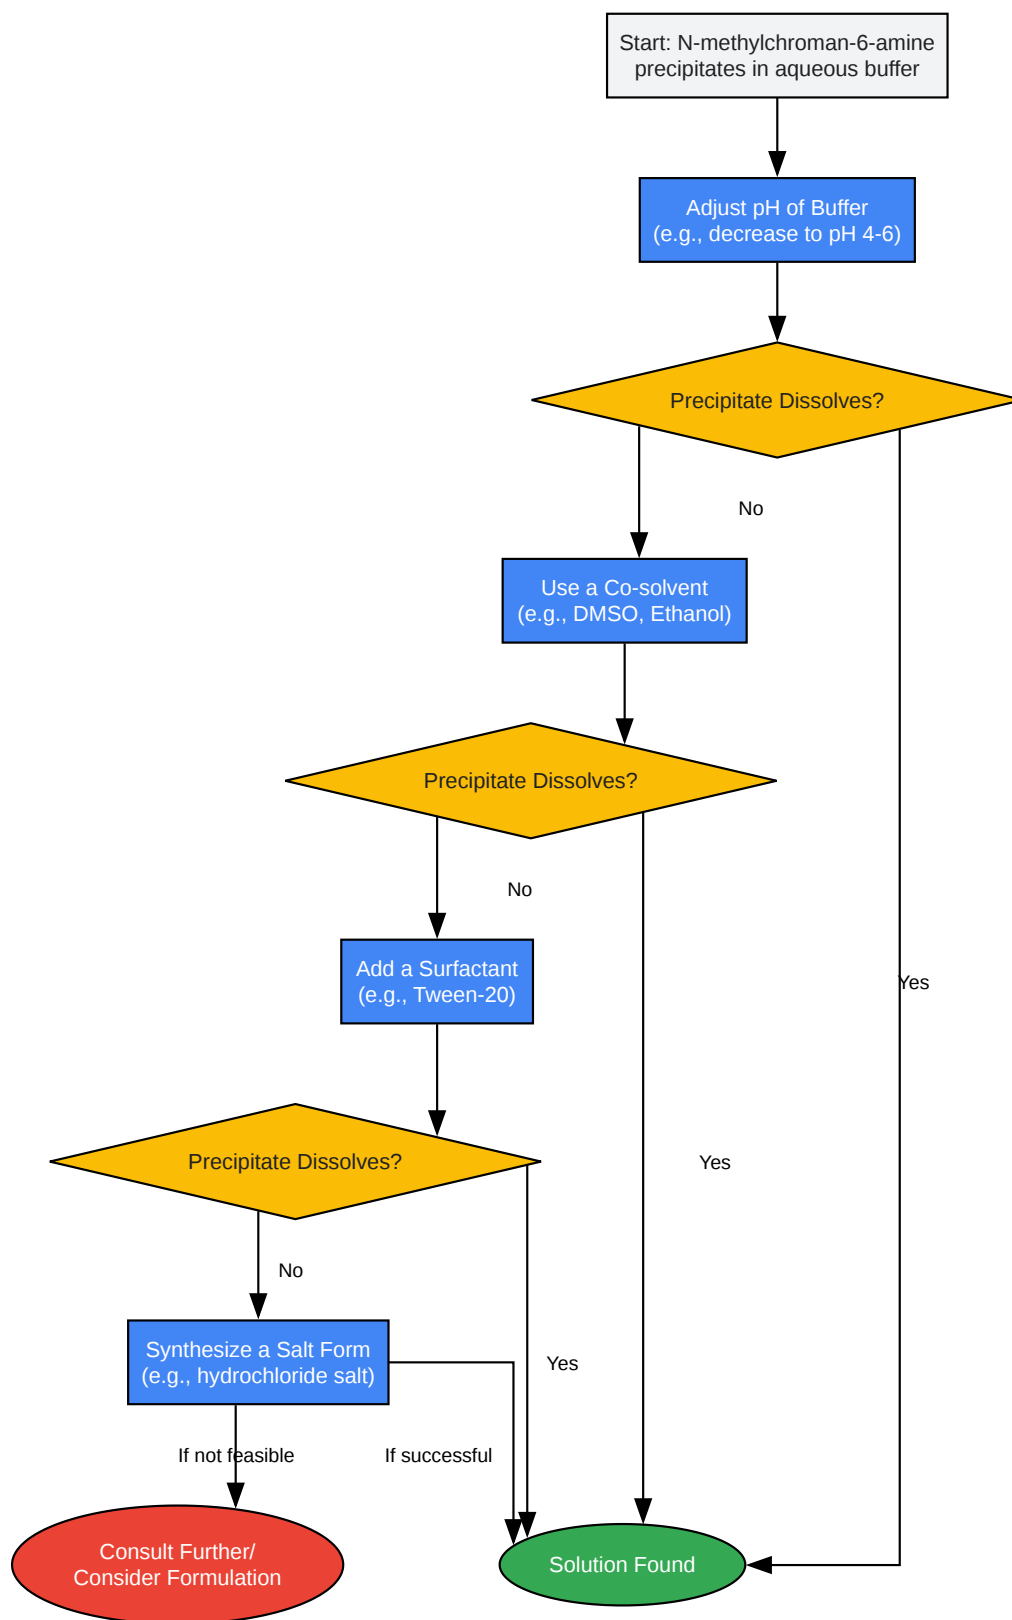 Start: N-methylchroman-6-amine
precipitates in aqueous buffer
Adjust pH of Buffer
(e.g., decrease to pH 4-6)
Precipitate Dissolves?
No
Use a Co-solvent
(e.g., DMSO, Ethanol)
Precipitate Dissolves?
No
Add a Surfactant
(e.g., Tween-20)
Yes
Precipitate Dissolves?
Yes
No
Synthesize a Salt Form
(e.g., hydrochloride salt)
Yes
If not feasible
If successful
Consult Further/
Consider Formulation
Solution Found